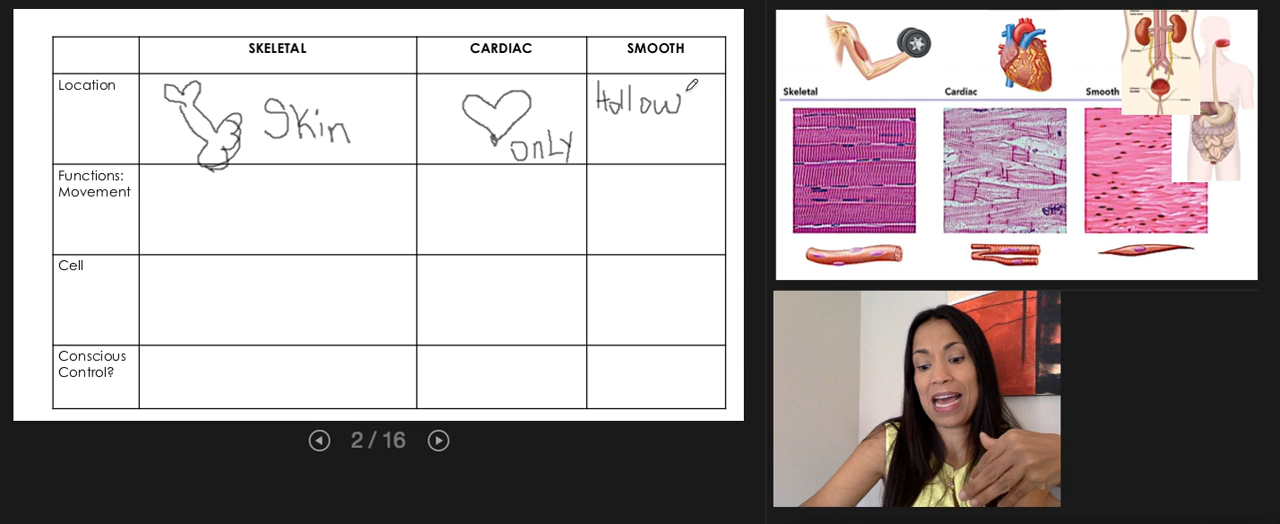 SKELETAL CARDIAC SMOOTH
Location Skin only Hollow
Functions:
Movement
Cell
Conscious
Control?
2 / 16
Skeletal Cardiac Smooth